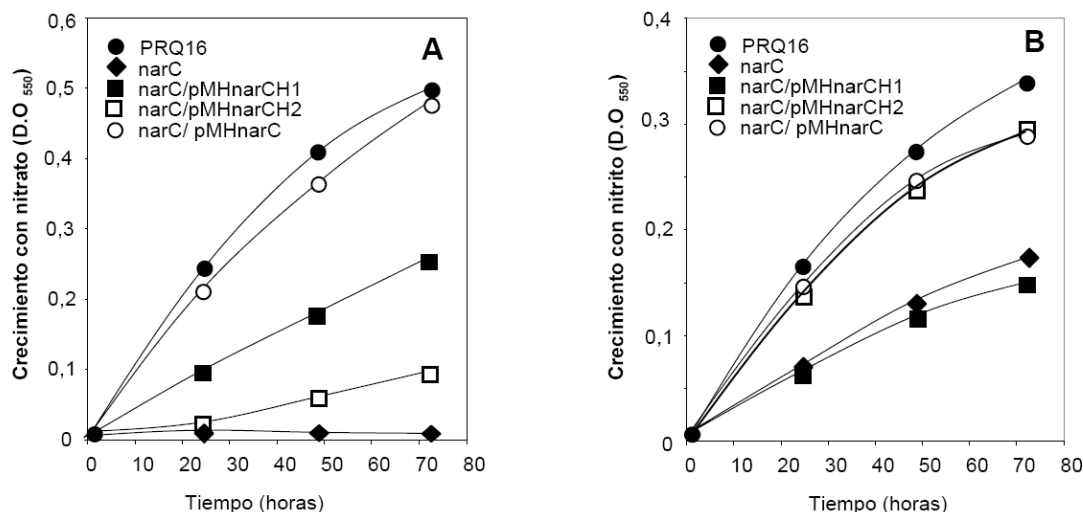 A
PRQ16
narC
narC/pMHnarCH1
narC/pMHnarCH2
narC/ pMHnarC
Crecimiento con nitrato (D.O 550)
0,6
0,5
0,4
0,3
0,2
0,1
0
0 10 20 30 40 50 60 70 80
Tiempo (horas)
B
PRQ16
narC
narC/pMHnarCH1
narC/pMHnarCH2
narC/ pMHnarC
Crecimiento con nitrito (D.O 550)
0,4
0,3
0,2
0,1
0
0 10 20 30 40 50 60 70 80
Tiempo (horas)